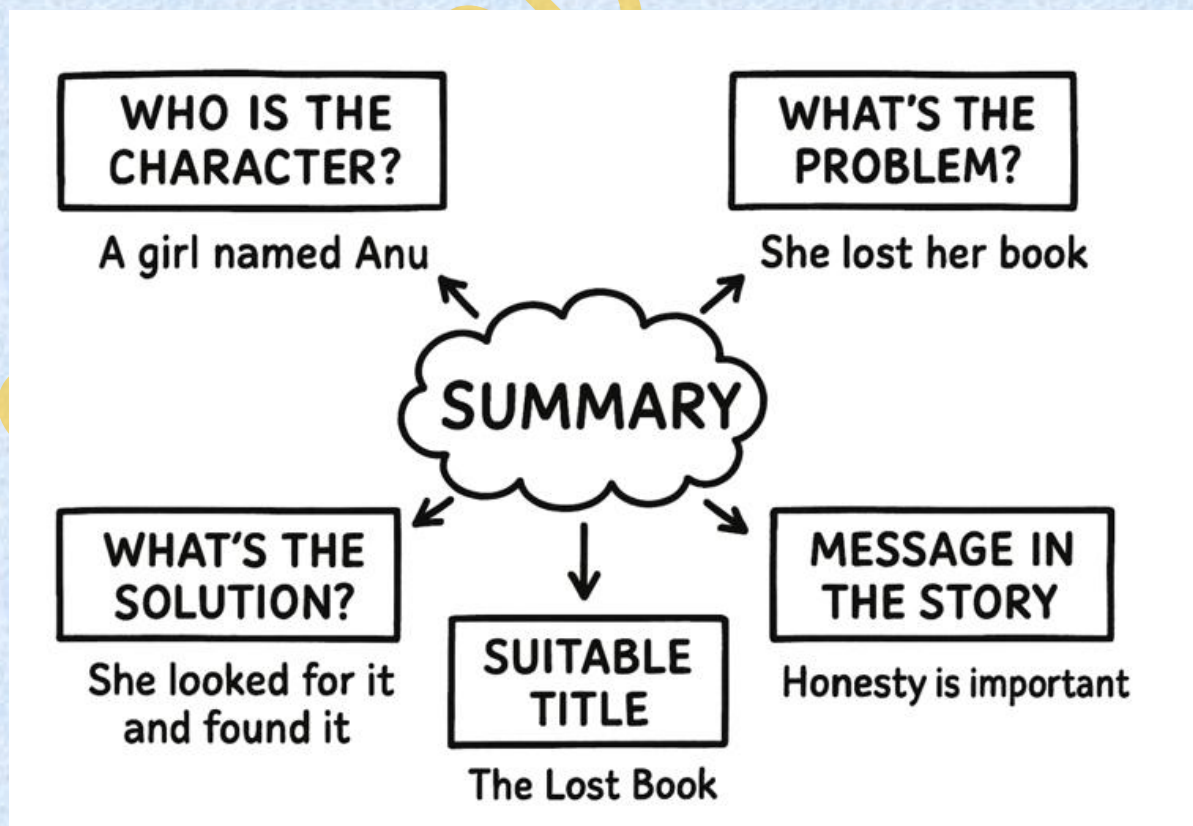 WHO IS THE
CHARACTER?
A girl named Anu
WHAT'S THE
PROBLEM?
She lost her book
SUMMARY
WHAT'S THE
SOLUTION?
She looked for it
and found it
SUITABLE
TITLE
The Lost Book
MESSAGE IN
THE STORY
Honesty is important